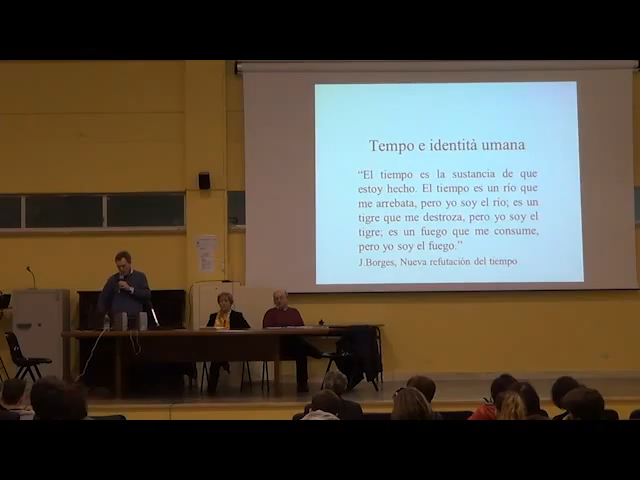 Tempo e identità umana
“El tiempo es la sustancia de que
estoy hecho. El tiempo es un río que
me arrebata, pero yo soy el río; es un
tigre que me destroza, pero yo soy el
tigre; es un fuego que me consume,
pero yo soy el fuego.”
J.Borges, Nueva refutación del tiempo